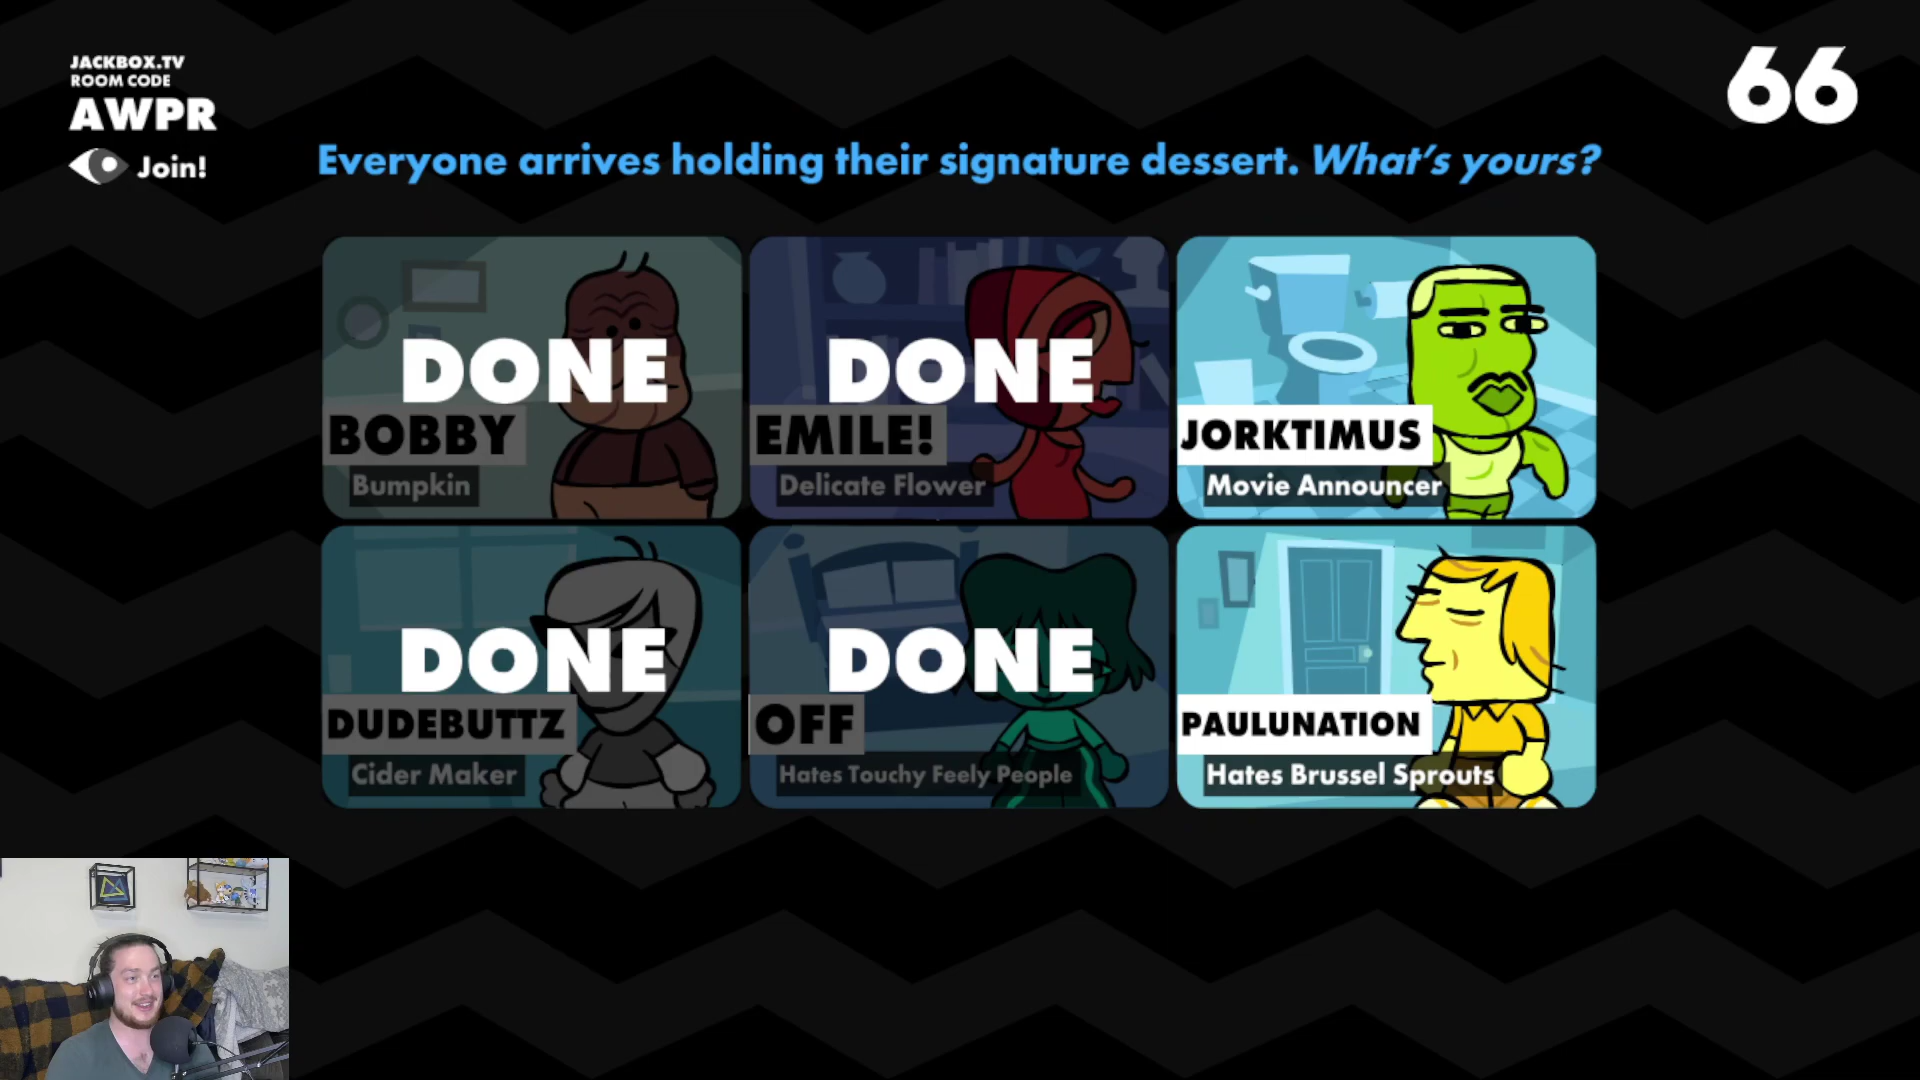 JACKBOX.TV
ROOM CODE
AWPR
Join!
66
Everyone arrives holding their signature dessert. What's yours?
DONE
BOBBY
Bumpkin
DONE
EMILE!
Delicate Flower
JORKTIMUS
Movie Announcer
DONE
DUDEBUTTZ
Cider Maker
DONE
OFF
Hates Touchy Feely People
PAULUNATION
Hates Brussel Sprouts